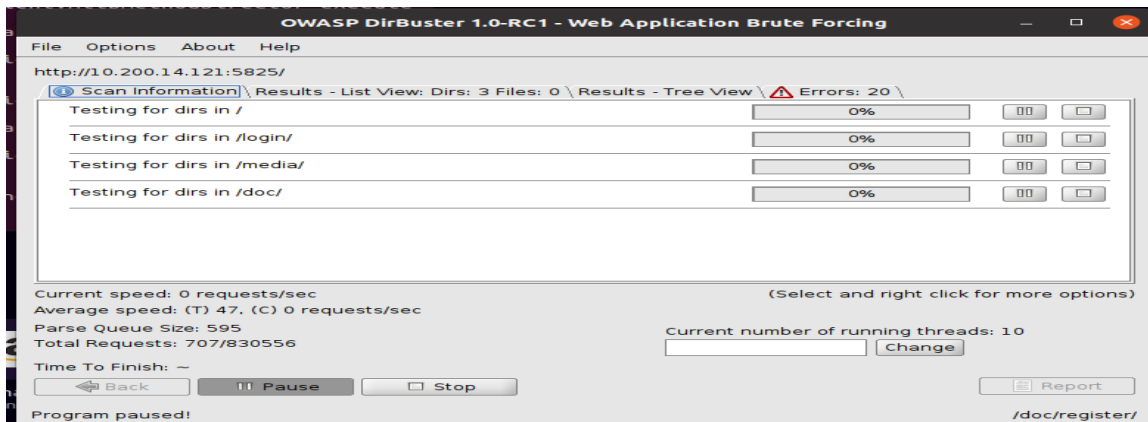 OWASP DirBuster 1.0-RC1 - Web Application Brute Forcing
File Options About Help
http://10.200.14.121:5825/
Scan Information \ Results - List View: Dirs: 3 Files: 0 \ Results - Tree View \ Errors: 20 \
Testing for dirs in / 0%
Testing for dirs in /login/ 0%
Testing for dirs in /media/ 0%
Testing for dirs in /doc/ 0%
Current speed: 0 requests/sec (Select and right click for more options)
Average speed: (T) 47, (C) 0 requests/sec
Parse Queue Size: 595 Current number of running threads: 10
Total Requests: 707/830556 Change
Time To Finish: ~
Back Pause Stop Report
Program paused! /doc/register/